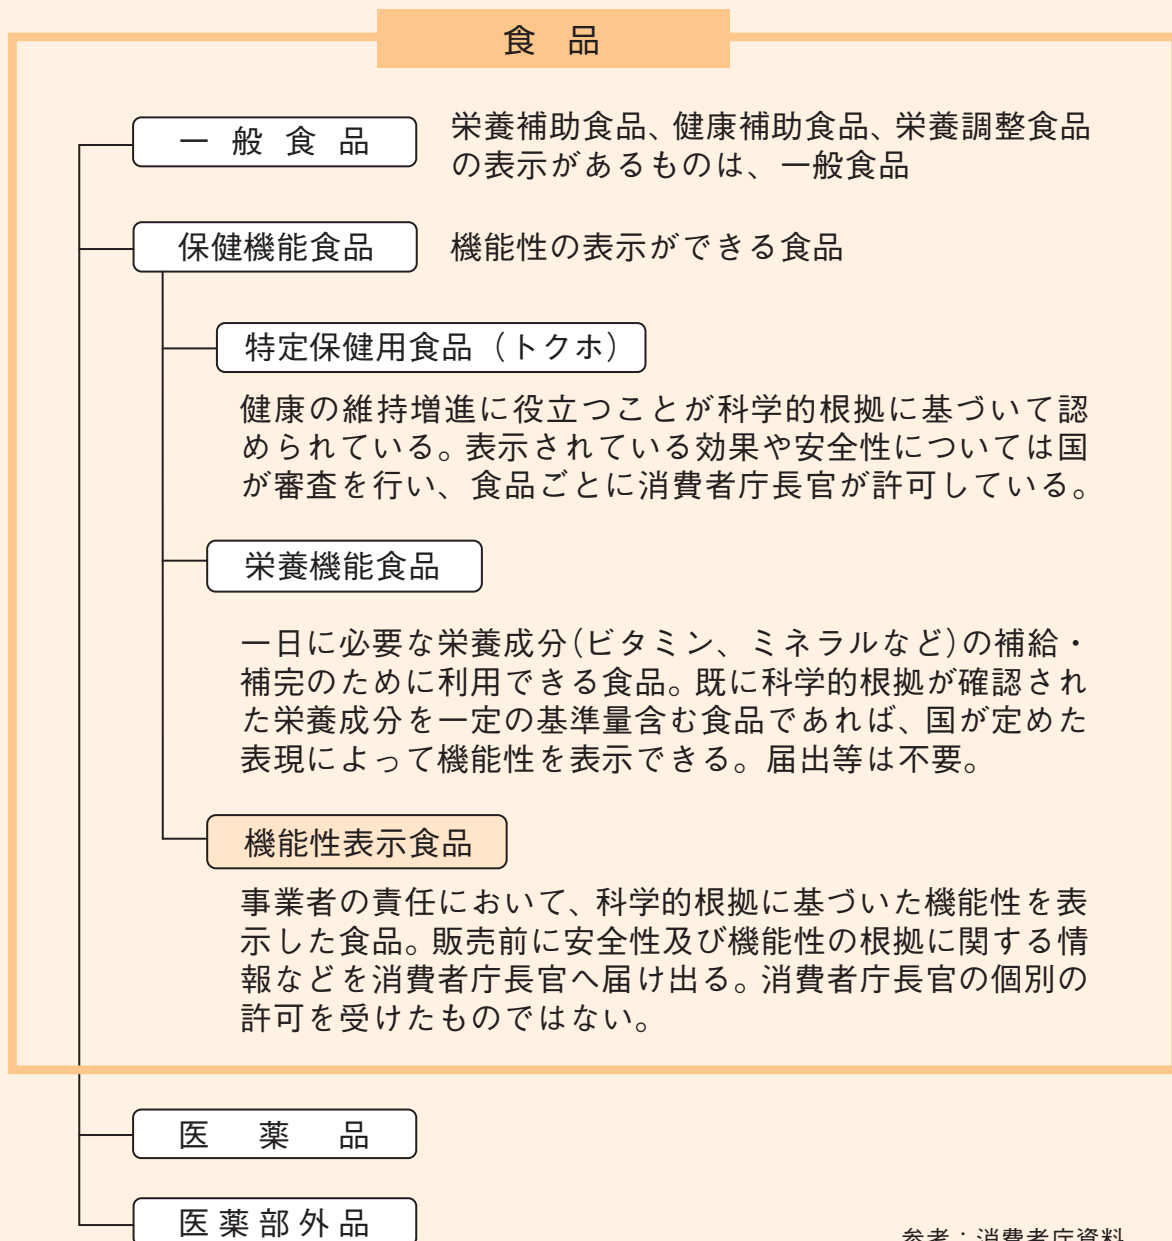 食品
一般食品
栄養補助食品、健康補助食品、栄養調整食品
の表示があるものは、一般食品
保健機能食品
機能性の表示ができる食品
特定保健用食品（トクホ）
健康の維持増進に役立つことが科学的根拠に基づいて認
められている。表示されている効果や安全性については国
が審査を行い、食品ごとに消費者庁長官が許可している。
栄養機能食品
一日に必要な栄養成分(ビタミン、ミネラルなど)の補給・
補完のために利用できる食品。既に科学的根拠が確認され
た栄養成分を一定の基準量含む食品であれば、国が定めた
表現によって機能性を表示できる。届出等は不要。
機能性表示食品
事業者の責任において、科学的根拠に基づいた機能性を表
示した食品。販売前に安全性及び機能性の根拠に関する情
報などを消費者庁長官へ届け出る。消費者庁長官の個別の
許可を受けたものではない。
医薬品
医薬部外品
参考：消費者庁資料